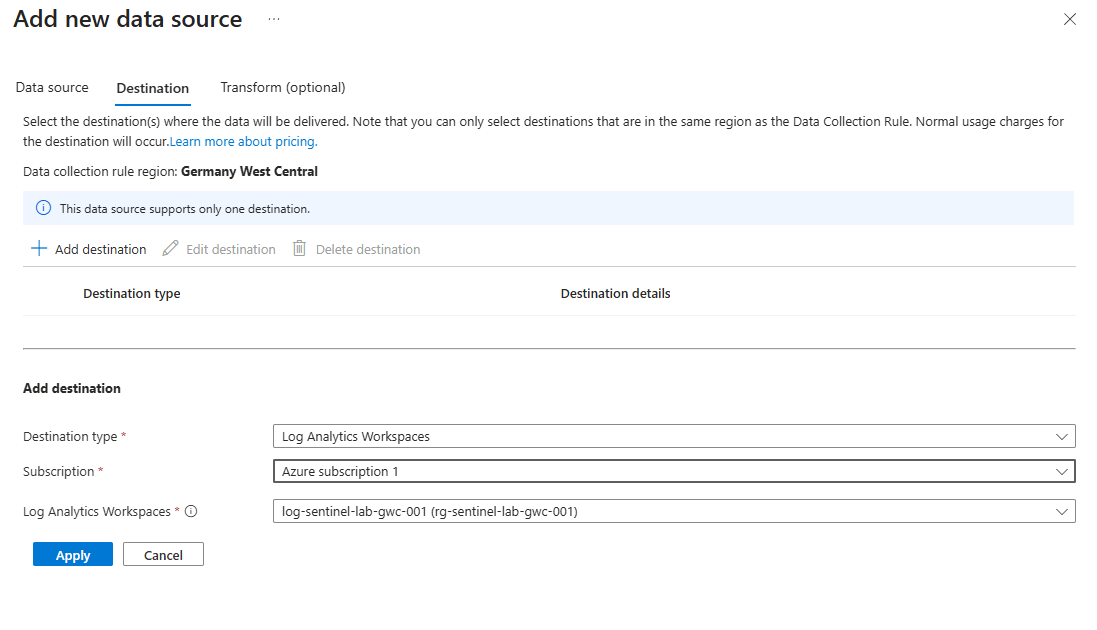 Add new data source ...
Data source Destination Transform (optional)
Select the destination(s) where the data will be delivered. Note that you can only select destinations that are in the same region as the Data Collection Rule. Normal usage charges for
the destination will occur.Learn more about pricing.
Data collection rule region: Germany West Central
This data source supports only one destination.
Add destination Edit destination Delete destination
Destination type Destination details
Add destination
Destination type * Log Analytics Workspaces
Subscription * Azure subscription 1
Log Analytics Workspaces * log-sentinel-lab-gwc-001 (rg-sentinel-lab-gwc-001)
Apply Cancel